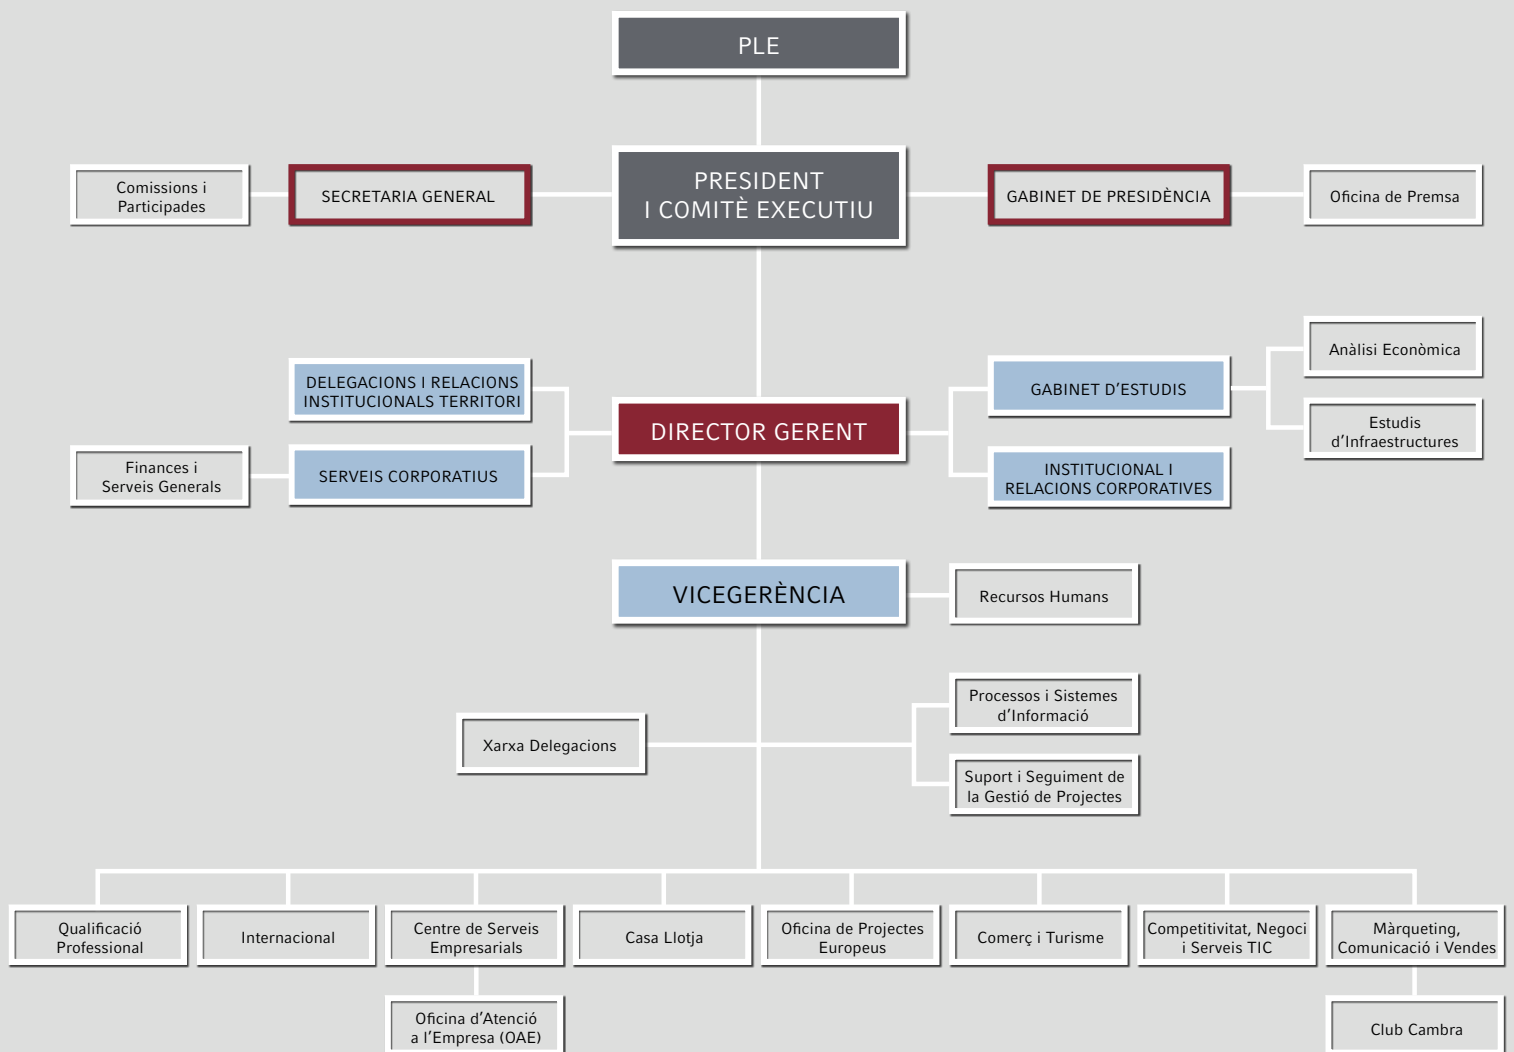 PLE
Comissions i
Participades
SECRETARIA GENERAL
PRESIDENT
I COMITÈ EXECUTIU
GABINET DE PRESIDÈNCIA
Oficina de Premsa
DELEGACIONS I RELACIONS
INSTITUCIONALS TERRITORI
Finances i
Serveis Generals
SERVEIS CORPORATIUS
DIRECTOR GERENT
GABINET D’ESTUDIS
Anàlisi Econòmica
Estudis
d’Infraestructures
INSTITUCIONAL I
RELACIONS CORPORATIVES
VICEGERÈNCIA
Recursos Humans
Xarxa Delegacions
Processos i Sistemes
d’Informació
Suport i Seguiment de
la Gestió de Projectes
Qualificació
Professional
Internacional
Centre de Serveis
Empresarials
Casa Llotja
Oficina de Projectes
Europeus
Comerç i Turisme
Competitivitat, Negoci
i Serveis TIC
Màrqueting,
Comunicació i Vendes
Oficina d’Atenció
a l’Empresa (OAE)
Club Cambra